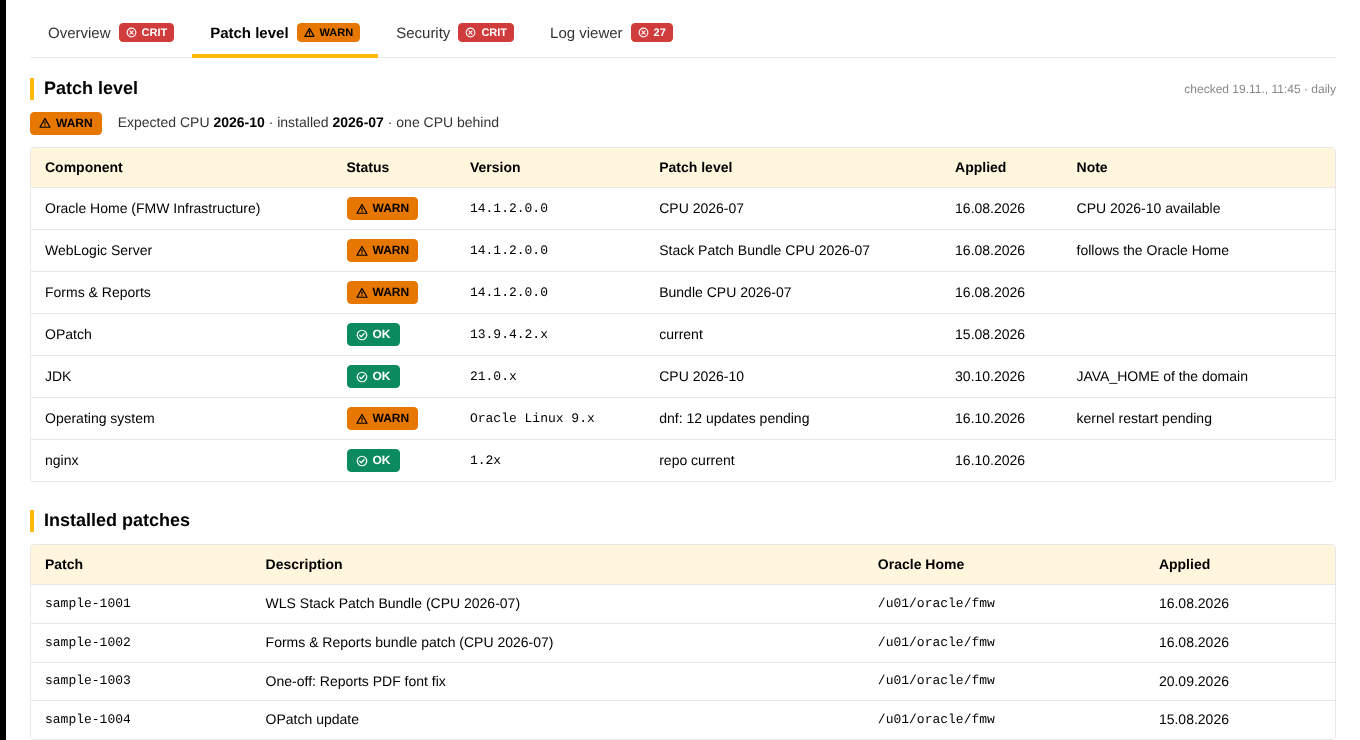 Overview CRIT Patch level WARN Security CRIT Log viewer 27
Patch level checked 19.11., 11:45 · daily
WARN Expected CPU 2026-10 · installed 2026-07 · one CPU behind
Component Status Version Patch level Applied Note
Oracle Home (FMW Infrastructure) WARN 14.1.2.0.0 CPU 2026-07 16.08.2026 CPU 2026-10 available
WebLogic Server WARN 14.1.2.0.0 Stack Patch Bundle CPU 2026-07 16.08.2026 follows the Oracle Home
Forms & Reports WARN 14.1.2.0.0 Bundle CPU 2026-07 16.08.2026
OPatch OK 13.9.4.2.x current 15.08.2026
JDK OK 21.0.x CPU 2026-10 30.10.2026 JAVA_HOME of the domain
Operating system WARN Oracle Linux 9.x dnf: 12 updates pending 16.10.2026 kernel restart pending
nginx OK 1.2x repo current 16.10.2026
Installed patches
Patch Description Oracle Home Applied
sample-1001 WLS Stack Patch Bundle (CPU 2026-07) /u01/oracle/fmw 16.08.2026
sample-1002 Forms & Reports bundle patch (CPU 2026-07) /u01/oracle/fmw 16.08.2026
sample-1003 One-off: Reports PDF font fix /u01/oracle/fmw 20.09.2026
sample-1004 OPatch update /u01/oracle/fmw 15.08.2026